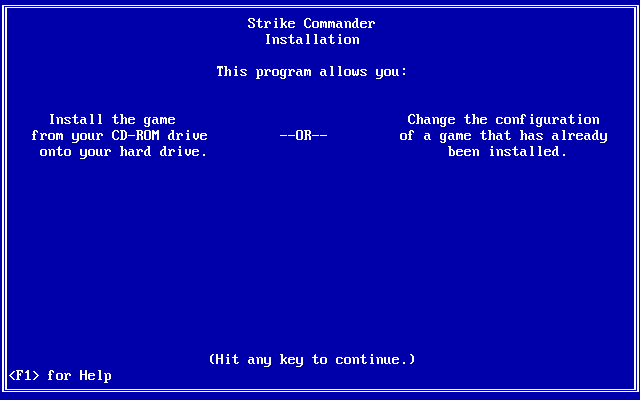 Strike Commander
Installation
This program allows you:
Install the game
from your CD-ROM drive
onto your hard drive.
--OR--
Change the configuration
of a game that has already
been installed.
(Hit any key to continue.)
<F1> for Help